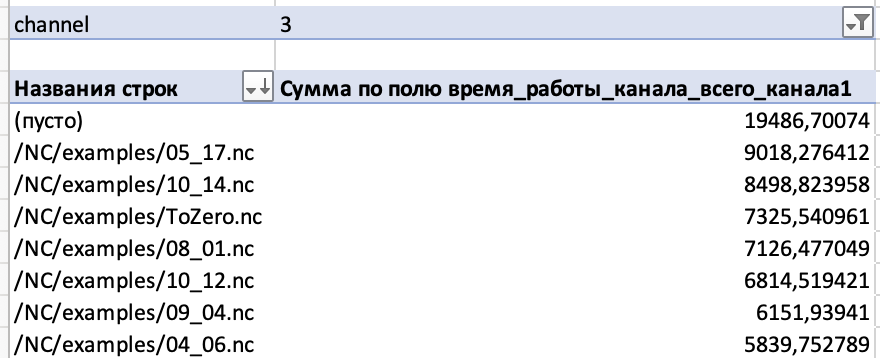 channel 3
Названия строк Сумма по полю время_работы_канала_всего_канала1
(пусто) 19486,70074
/NC/examples/05_17.nc 9018,276412
/NC/examples/10_14.nc 8498,823958
/NC/examples/ToZero.nc 7325,540961
/NC/examples/08_01.nc 7126,477049
/NC/examples/10_12.nc 6814,519421
/NC/examples/09_04.nc 6151,93941
/NC/examples/04_06.nc 5839,752789